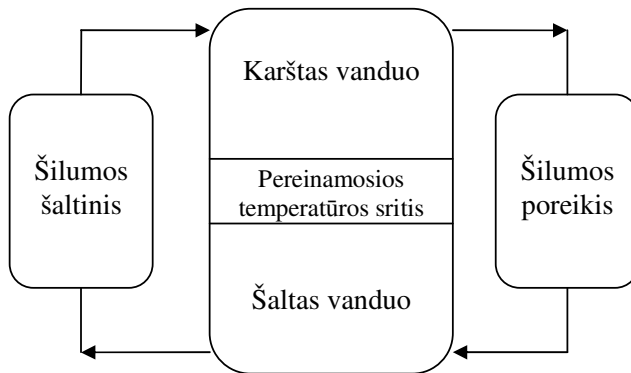 Karštas vanduo
Šilumos
šaltinis
Pereinamosios
temperatūros sritis
Šilumos
poreikis
Šaltas vanduo